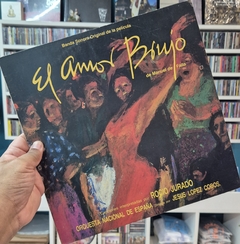 Banda Sonora Original de la película
El Amor Brujo
de Manuel de Falla
ROCIO JURADO
ORQUESTA NACIONAL DE ESPAÑA
JESUS LOPEZ COBOS